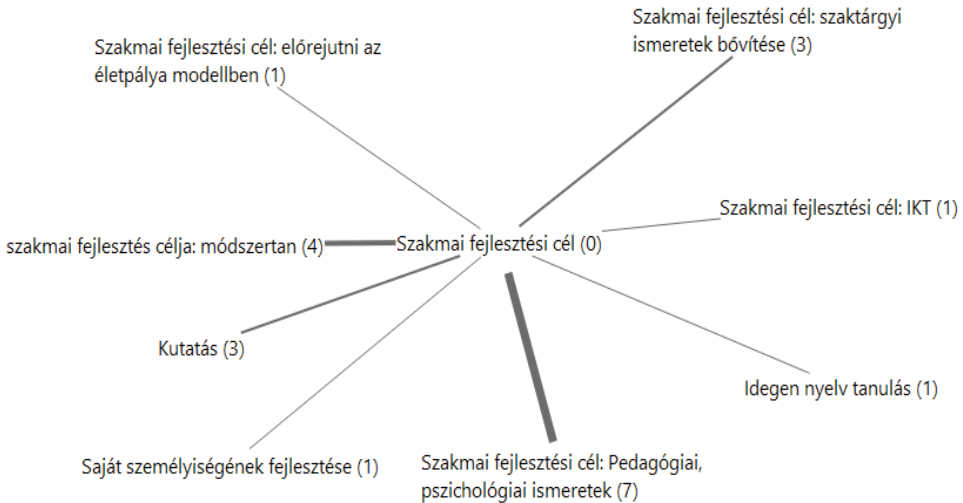 Szakmai fejlesztési cél: szaktárgyi
ismeretek bővítése (3)
Szakmai fejlesztési cél: előrejutni az
életpálya modellben (1)
Szakmai fejlesztési cél: IKT (1)
szakmai fejlesztés célja: módszertan (4)
Szakmai fejlesztési cél (0)
Kutatás (3)
Idegen nyelv tanulás (1)
Saját személyiségének fejlesztése (1)
Szakmai fejlesztési cél: Pedagógiai,
pszichológiai ismeretek (7)